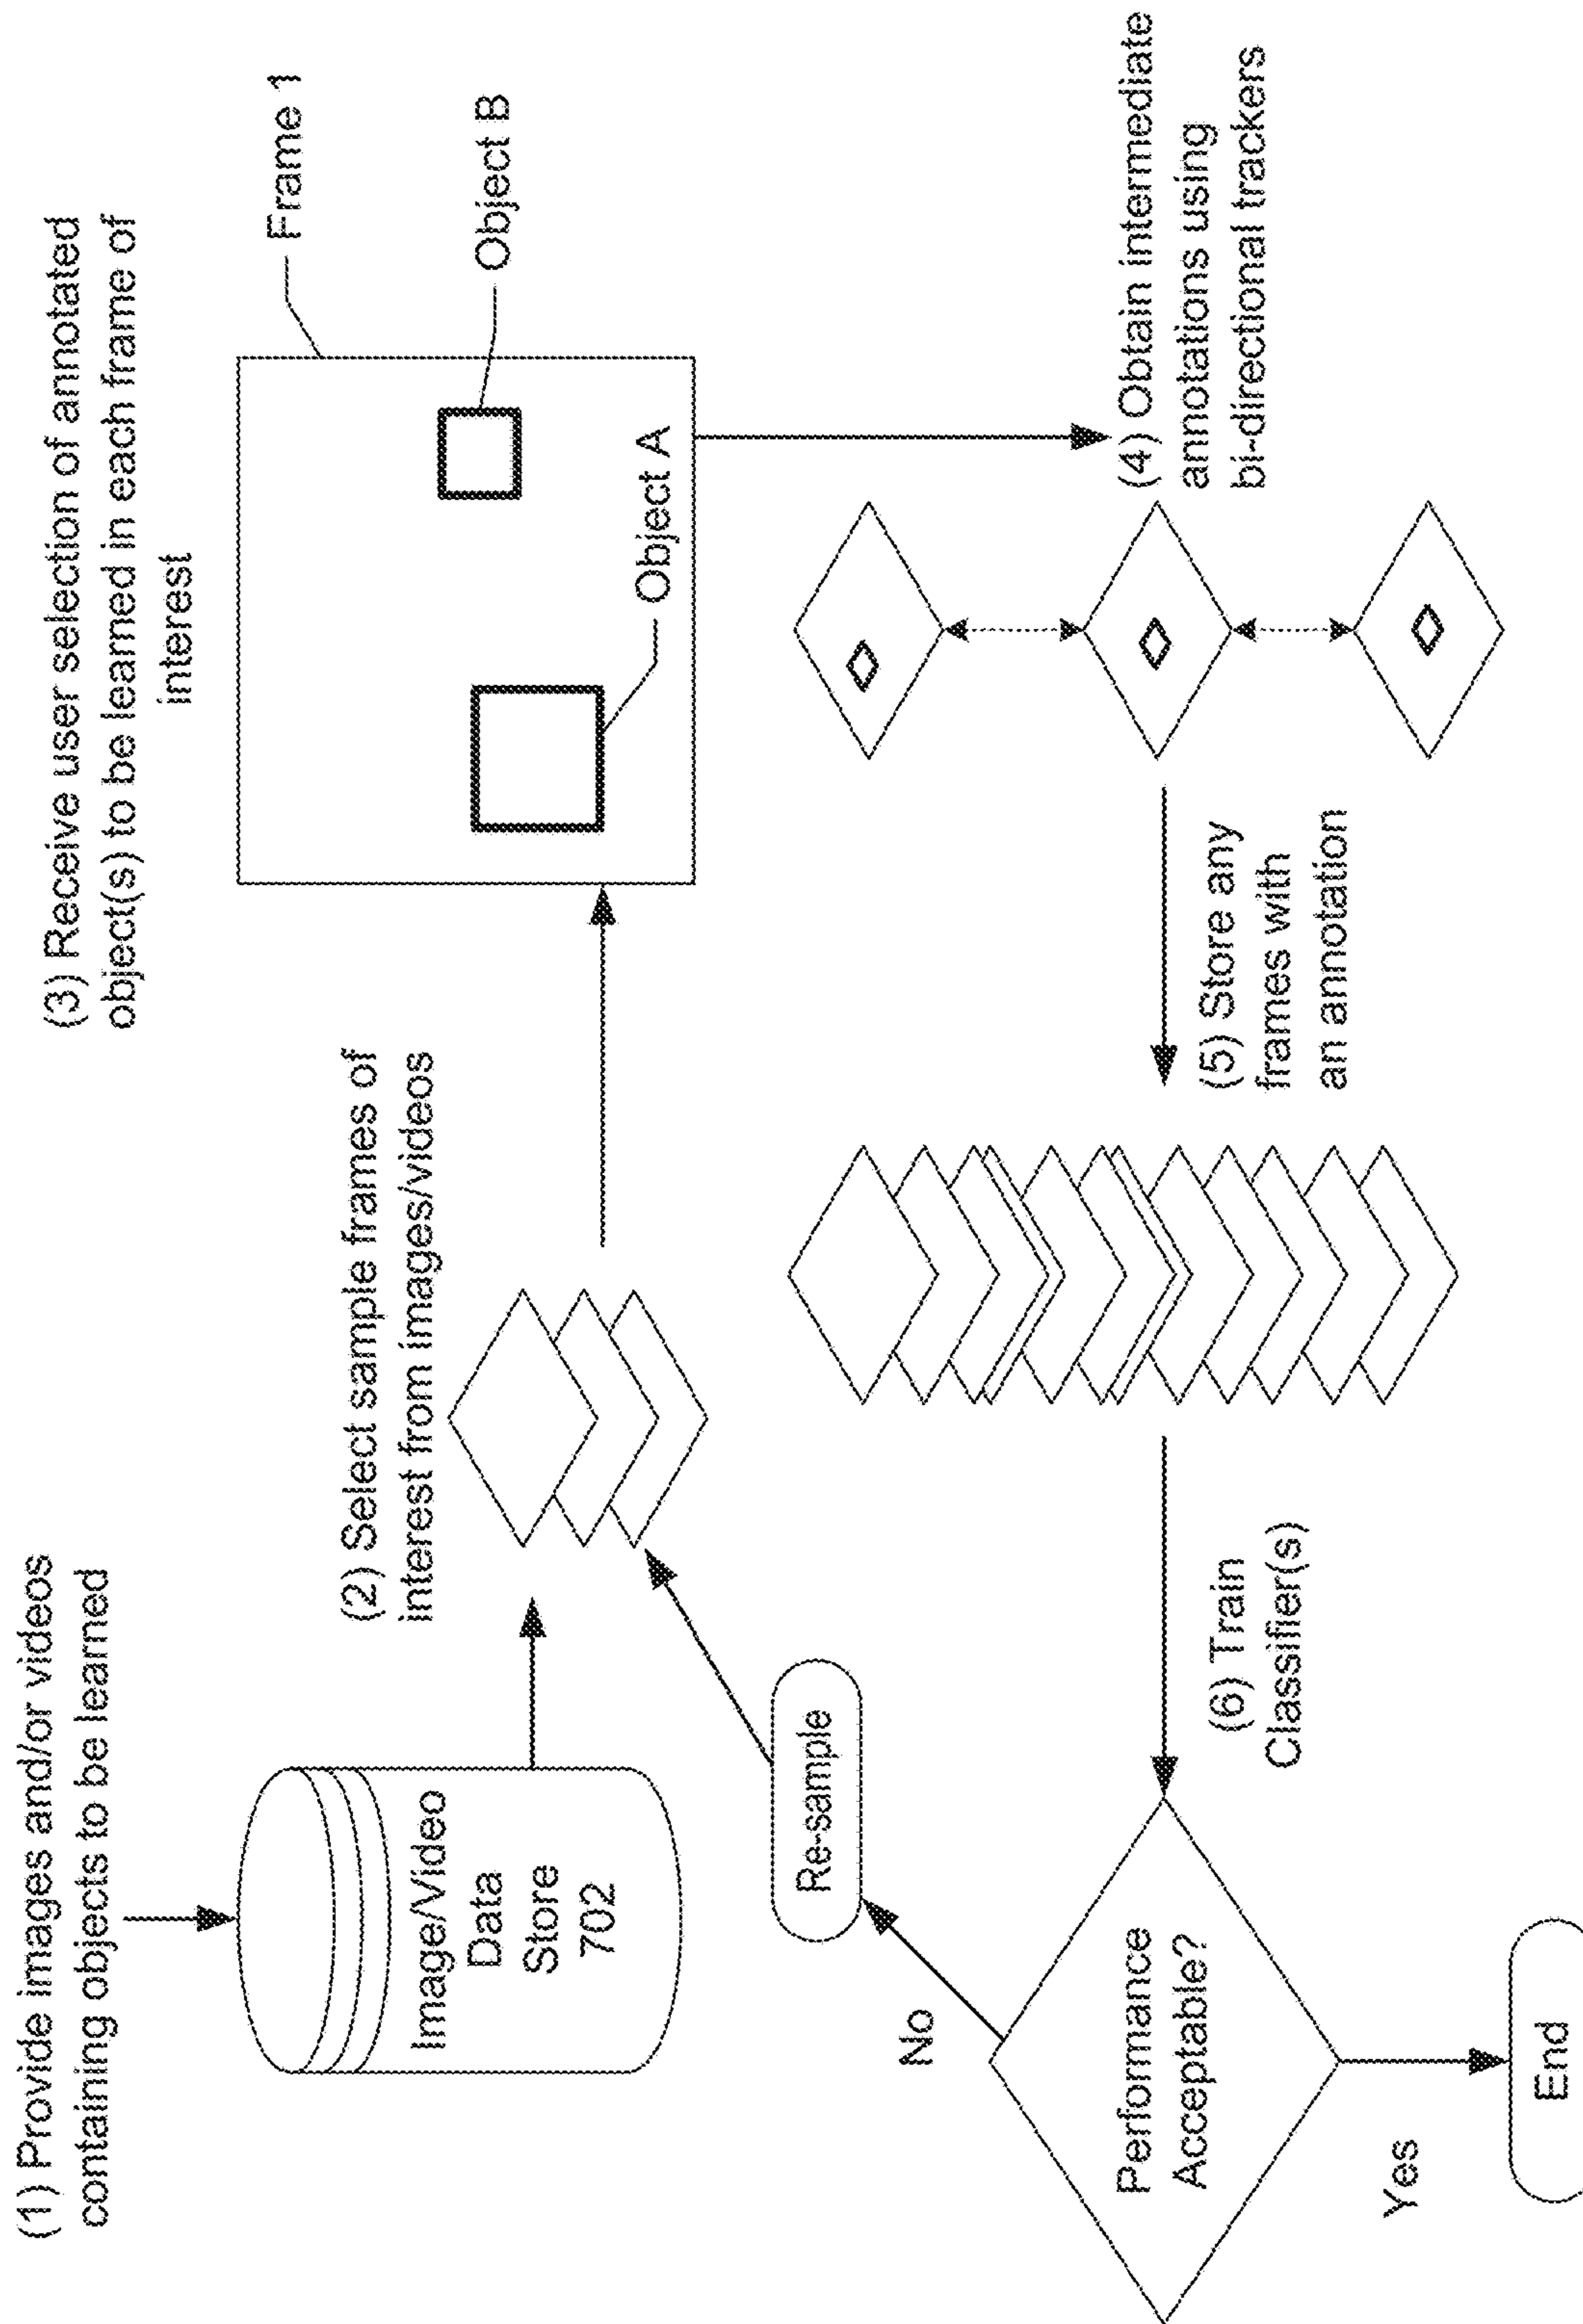 (1) Provide images and/or videos
containing objects to be learned
Image/Video
Data
Store
702
(2) Select sample frames of
interest from images/videos
(3) Receive user selection of annotated
object(s) to be learned in each frame of
interest
Frame 1
Object B
Object A
(4) Obtain intermediate
annotations using
bi-directional trackers
(5) Store any
frames with
an annotation
(6) Train
Classifier(s)
Performance
Acceptable?
No
Re-sample
Yes
End